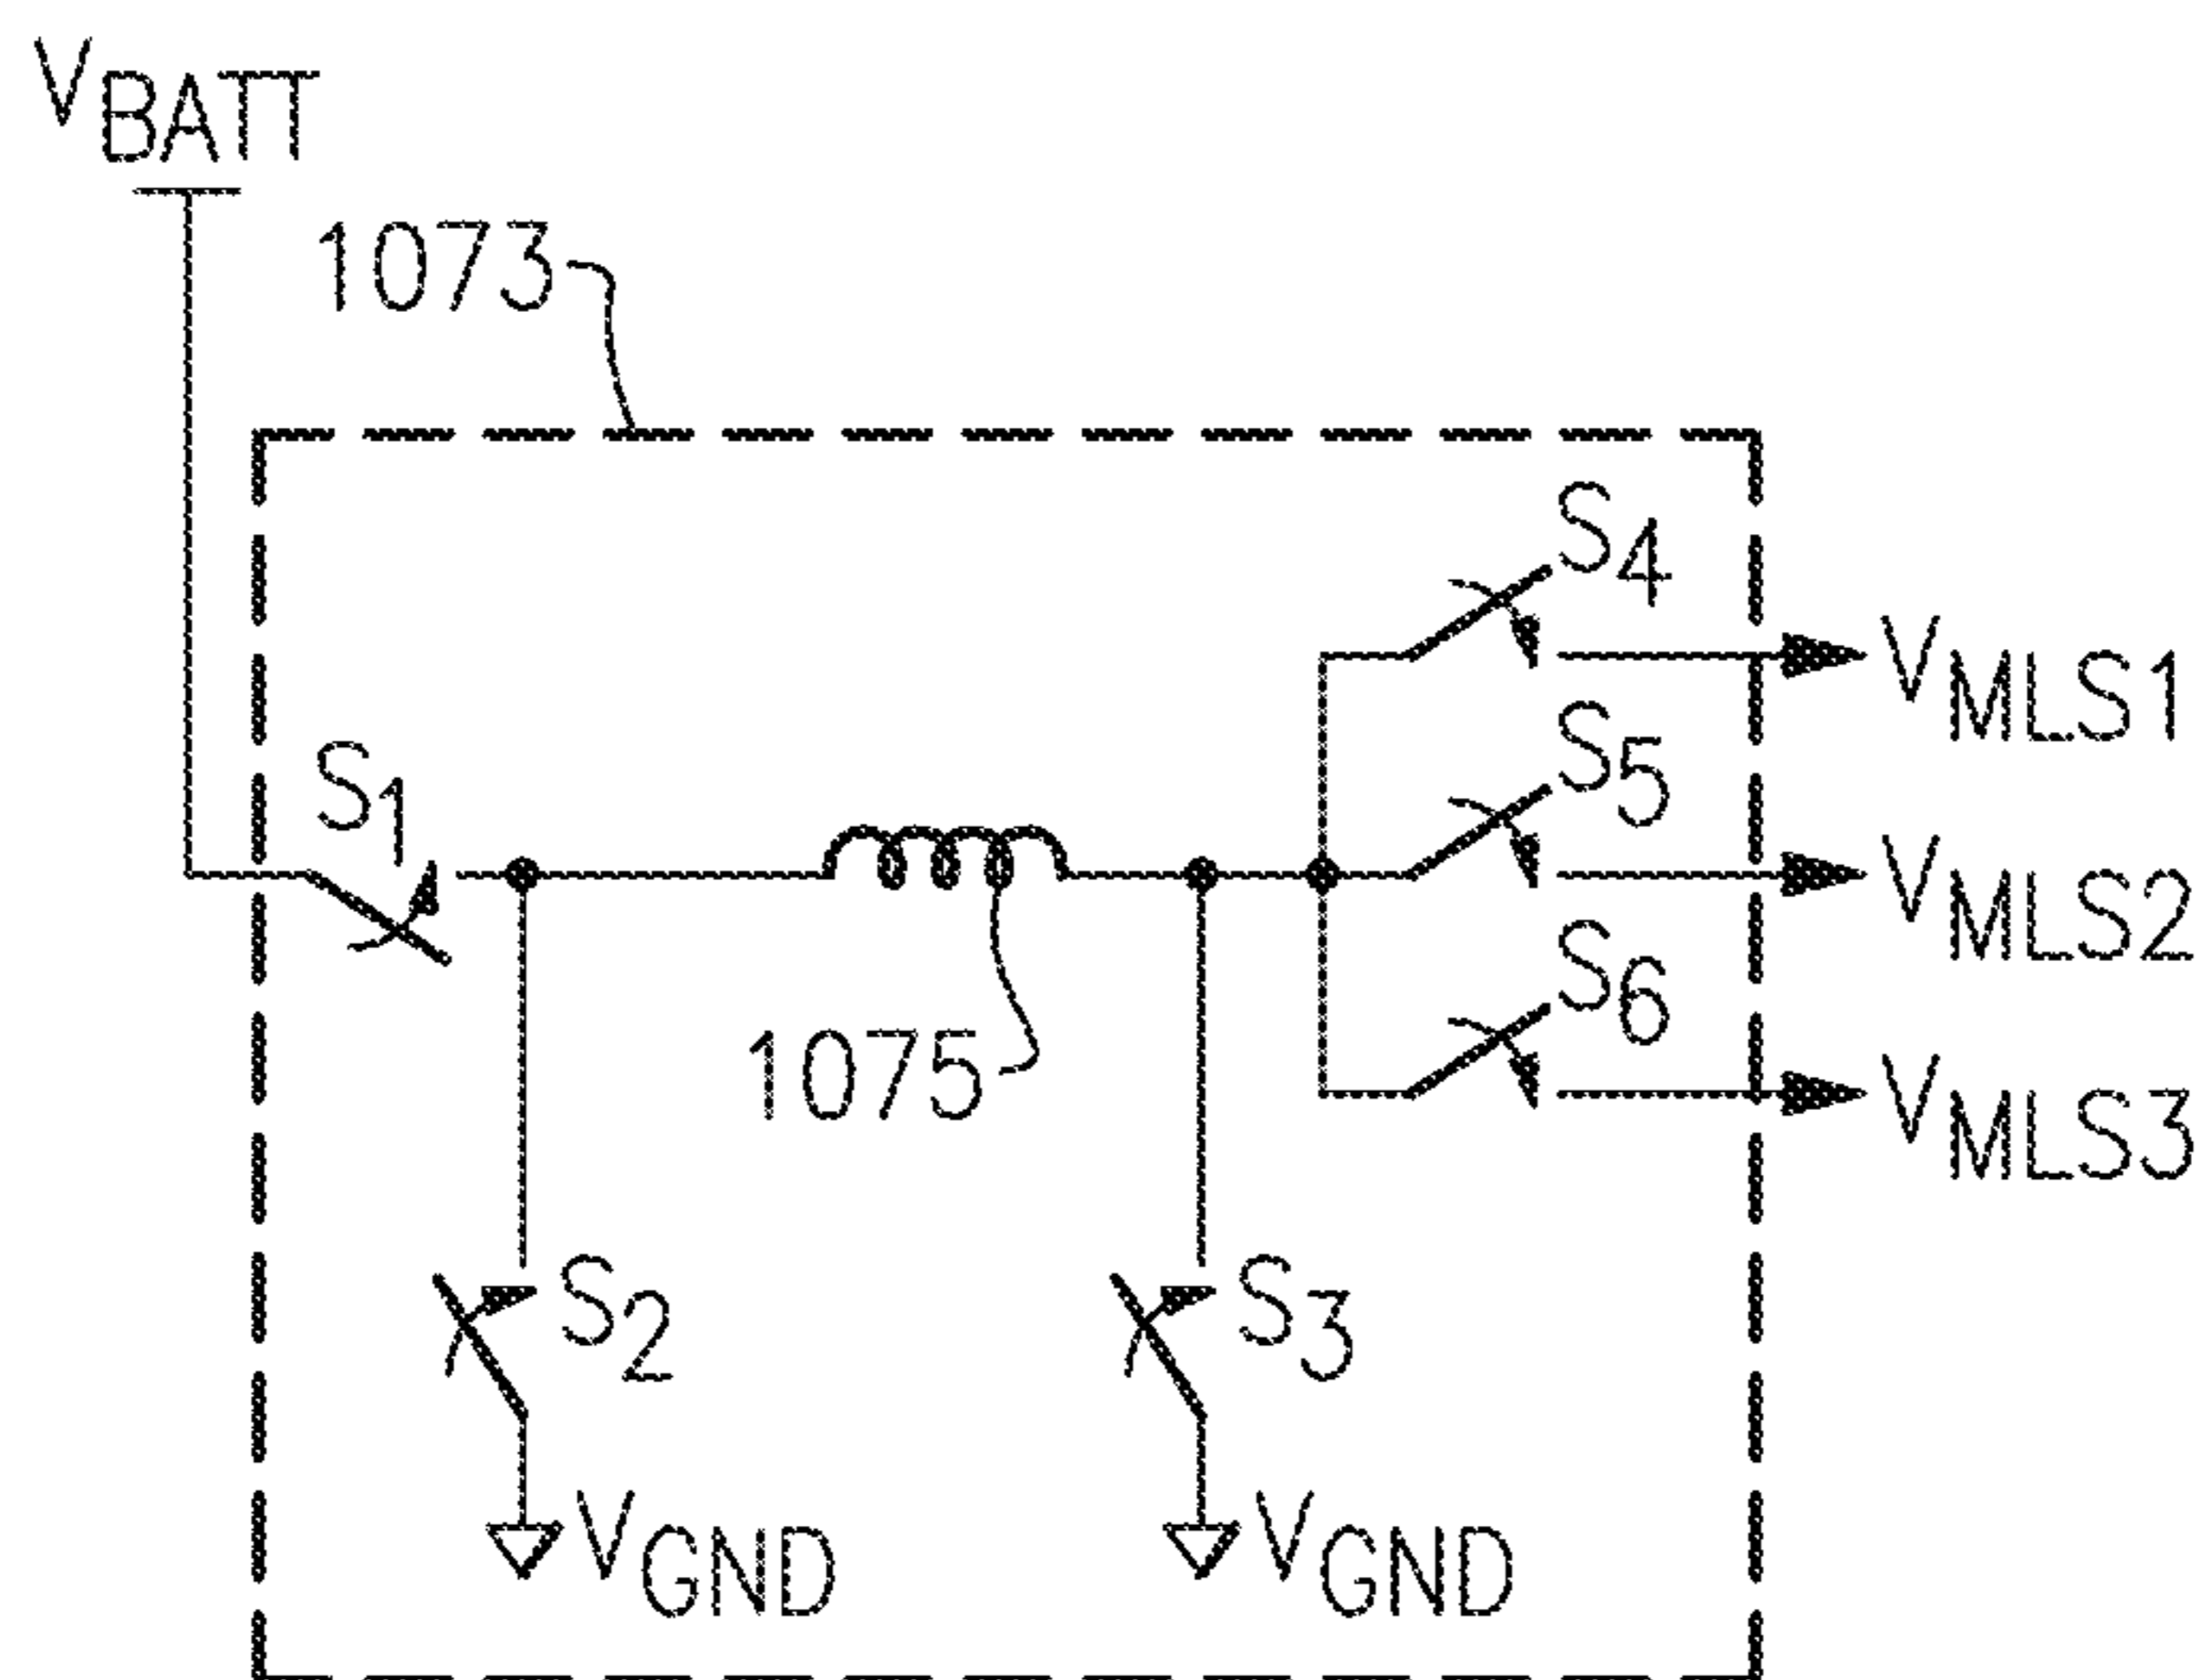 VBATT
1073
S4
VMLS1
S5
S1
VMLS2
S6
1075
VMLS3
S2
S3
VGND
VGND